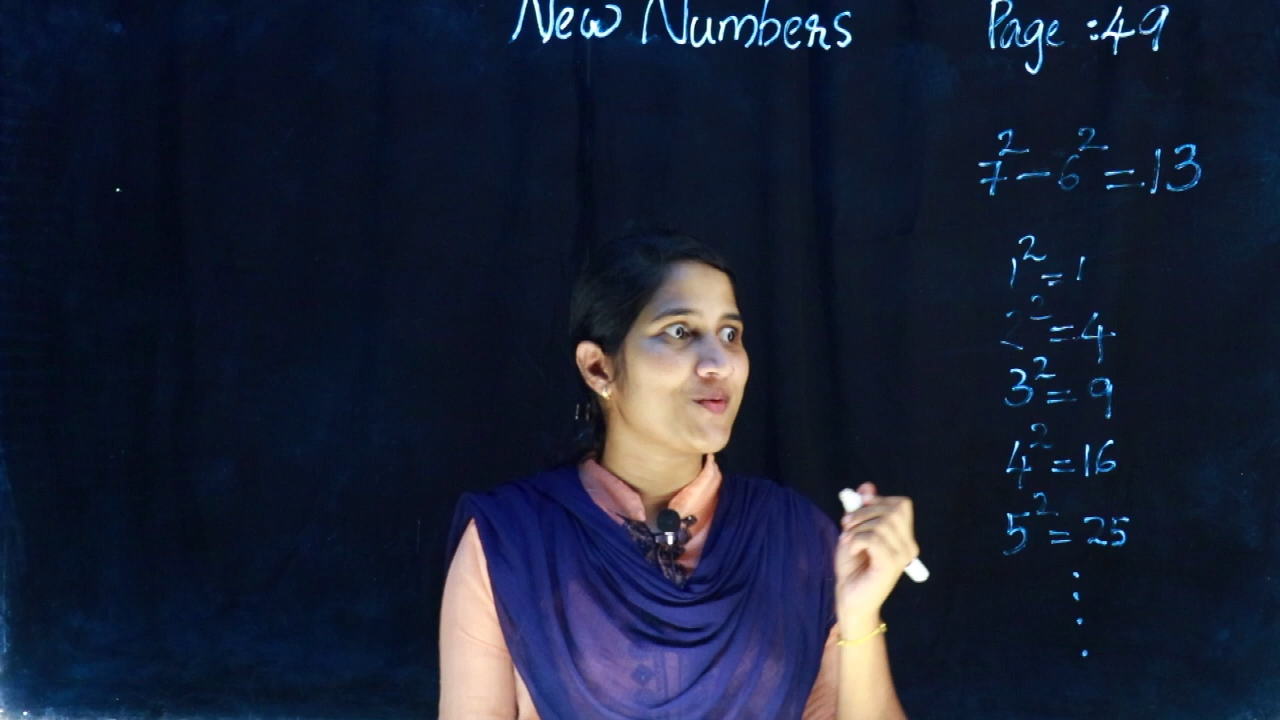 New Numbers
Page :49
7² - 6² = 13
1² = 1
2² = 4
3² = 9
4² = 16
5² = 25